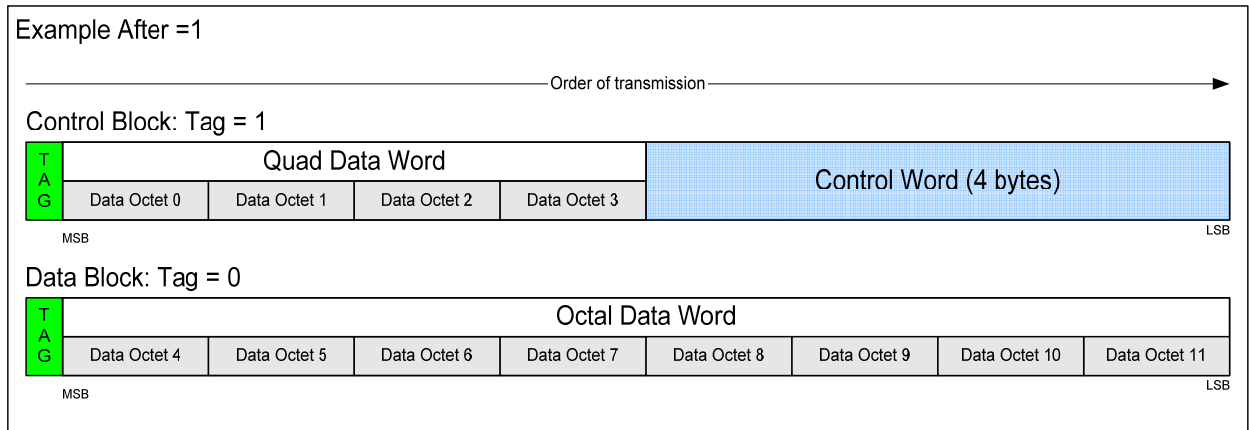 Example After =1
Order of transmission
Control Block: Tag = 1
TAG
Quad Data Word
Control Word (4 bytes)
Data Octet 0 Data Octet 1 Data Octet 2 Data Octet 3
MSB LSB
Data Block: Tag = 0
TAG
Octal Data Word
Data Octet 4 Data Octet 5 Data Octet 6 Data Octet 7 Data Octet 8 Data Octet 9 Data Octet 10 Data Octet 11
MSB LSB